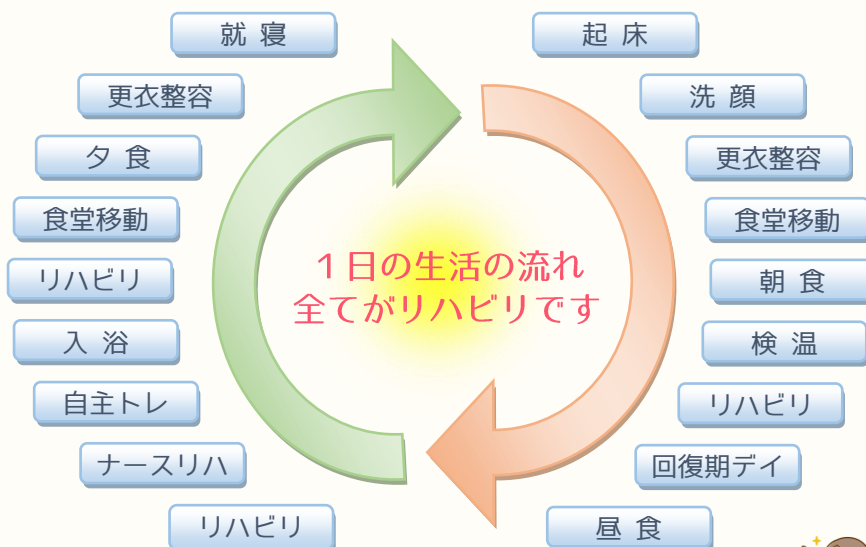 起床
洗顔
更衣整容
食堂移動
朝食
検温
リハビリ
回復期デイ
昼食
リハビリ
ナースリハ
自主トレ
入浴
リハビリ
食堂移動
夕食
更衣整容
就寝
1日の生活の流れ
全てがリハビリです